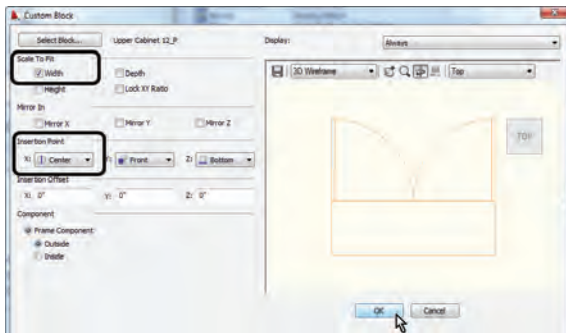 Custom Block
Select Block... Upper Cabinet 12_P Display: Always
Scale To Fit
Width Depth
Height Lock XY Ratio
3D Wireframe Top
Mirror In
Mirror X Mirror Y Mirror Z
TOP
Insertion Point
X: Center Y: Front Z: Bottom
Insertion Offset
X: 0" Y: 0" Z: 0"
Component
Frame Component
Outside
Inside
OK Cancel